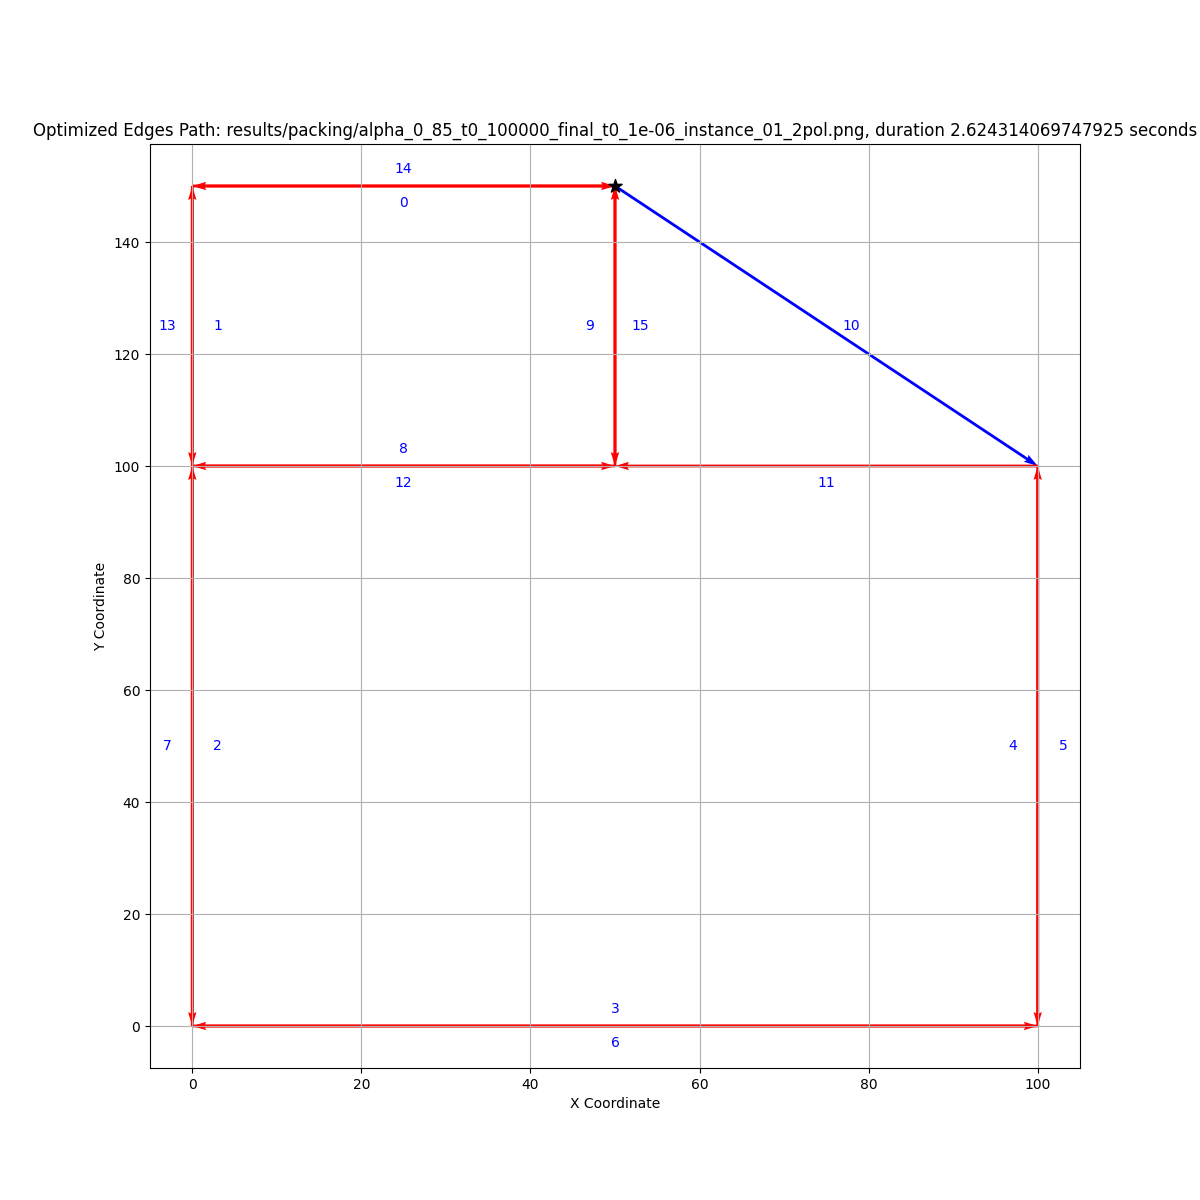 Optimized Edges Path: results/packing/alpha_0_85_t0_100000_final_t0_1e-06_instance_01_2pol.png, duration 2.624314069747925 seconds
14
0
140
13 1 9 15 10
120
8
100
12 11
80
Y Coordinate
60
7 2 4 5
40
20
3
0
6
0 20 40 60 80 100
X Coordinate